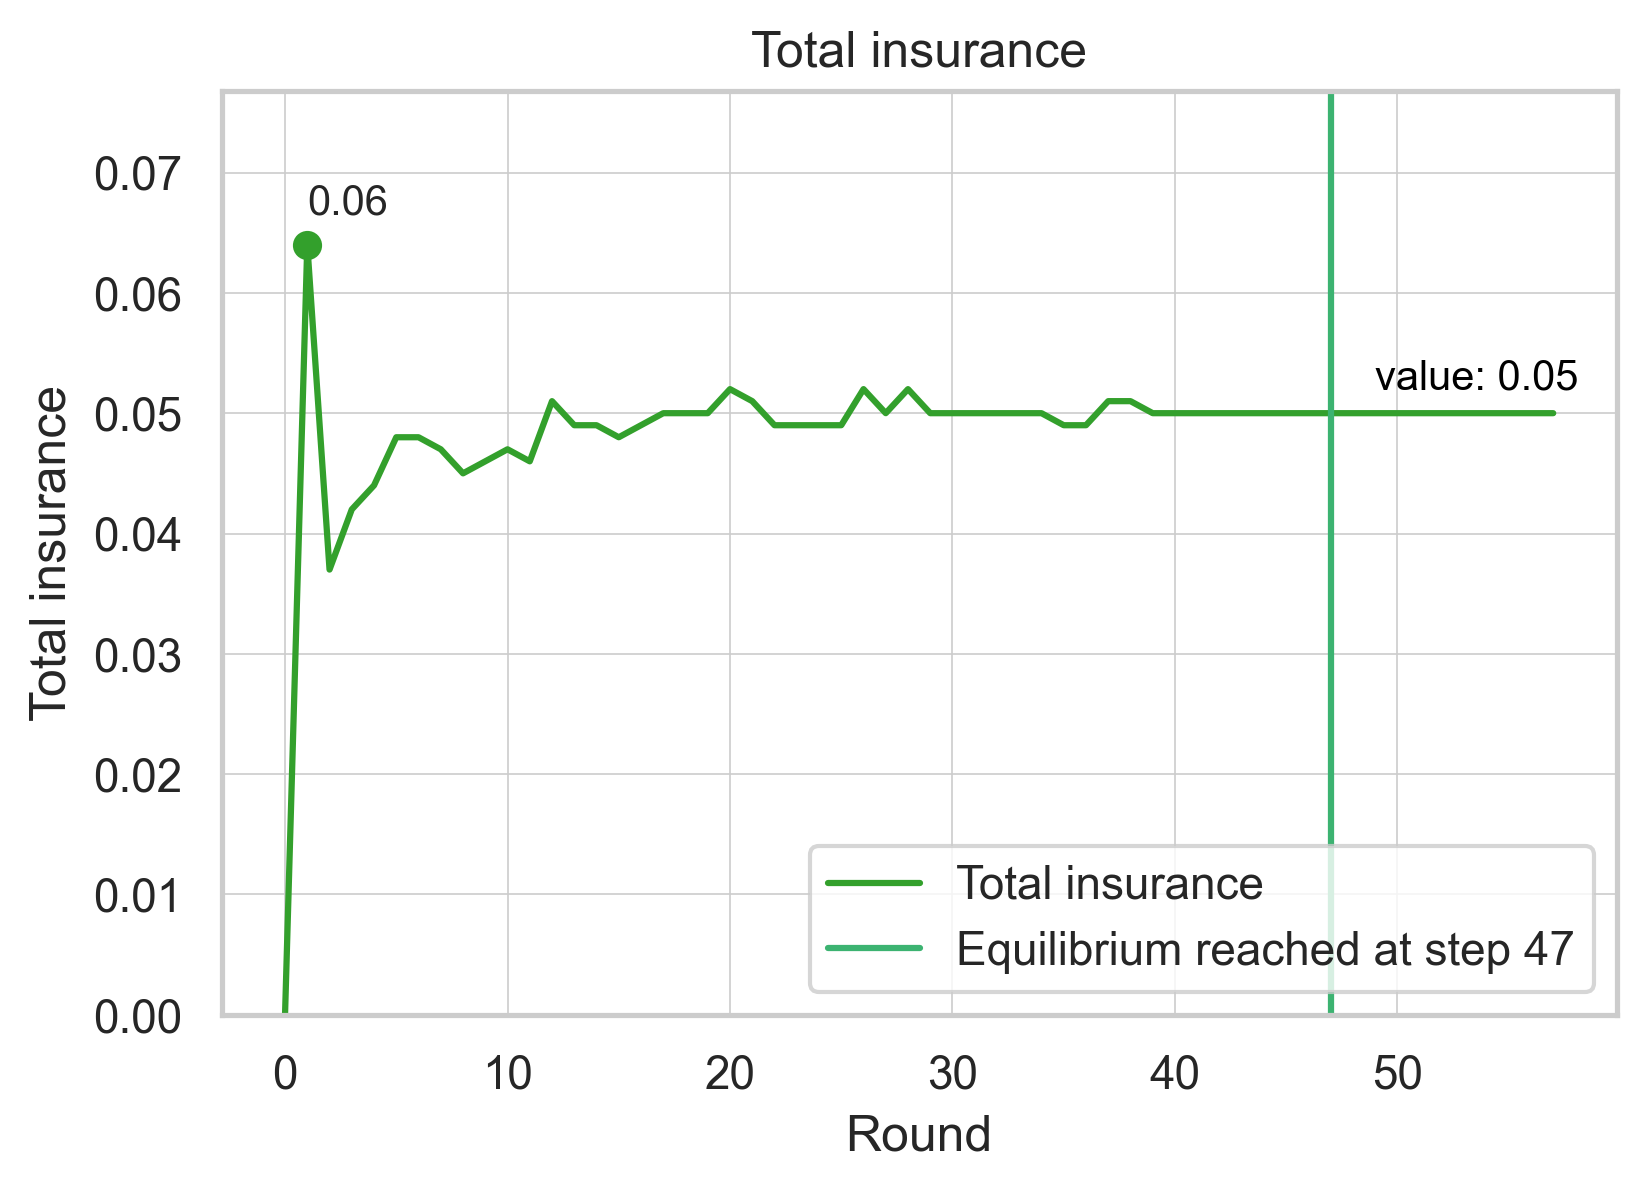 Total insurance
0.07
0.06
0.06
0.05
0.04
0.03
0.02
0.01
0.00
Total insurance
value: 0.05
Total insurance
Equilibrium reached at step 47
0 10 20 30 40 50
Round